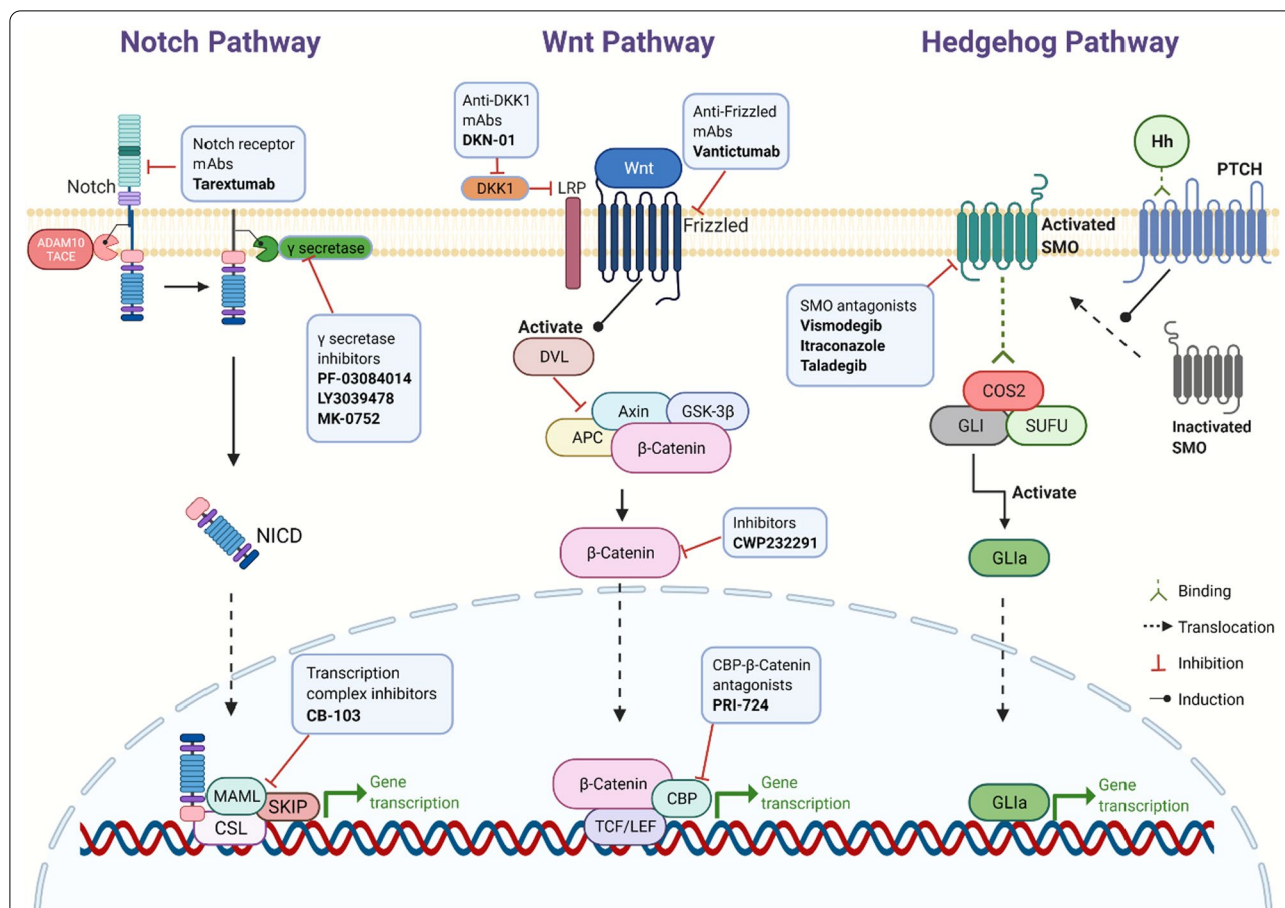 Notch Pathway
Wnt Pathway
Hedgehog Pathway
Notch receptor
mAbs
Tarextumab
Notch
ADAM10
TACE
γ secretase
γ secretase
inhibitors
PF-03084014
LY3039478
MK-0752
NICD
Transcription
complex inhibitors
CB-103
MAML
SKIP
CSL
Gene
transcription
Anti-DKK1
mAbs
DKN-01
DKK1
LRP
Wnt
Anti-Frizzled
mAbs
Vantictumab
Frizzled
Activate
DVL
Axin
GSK-3β
APC
β-Catenin
β-Catenin
Inhibitors
CWP232291
CBP-β-Catenin
antagonists
PRI-724
β-Catenin
CBP
TCF/LEF
Gene
transcription
Hh
PTCH
Activated
SMO
SMO antagonists
Vismodegib
Itraconazole
Taladegib
Inactivated
SMO
COS2
GLI
SUFU
Activate
GLIa
GLIa
Gene
transcription
Binding
Translocation
Inhibition
Induction